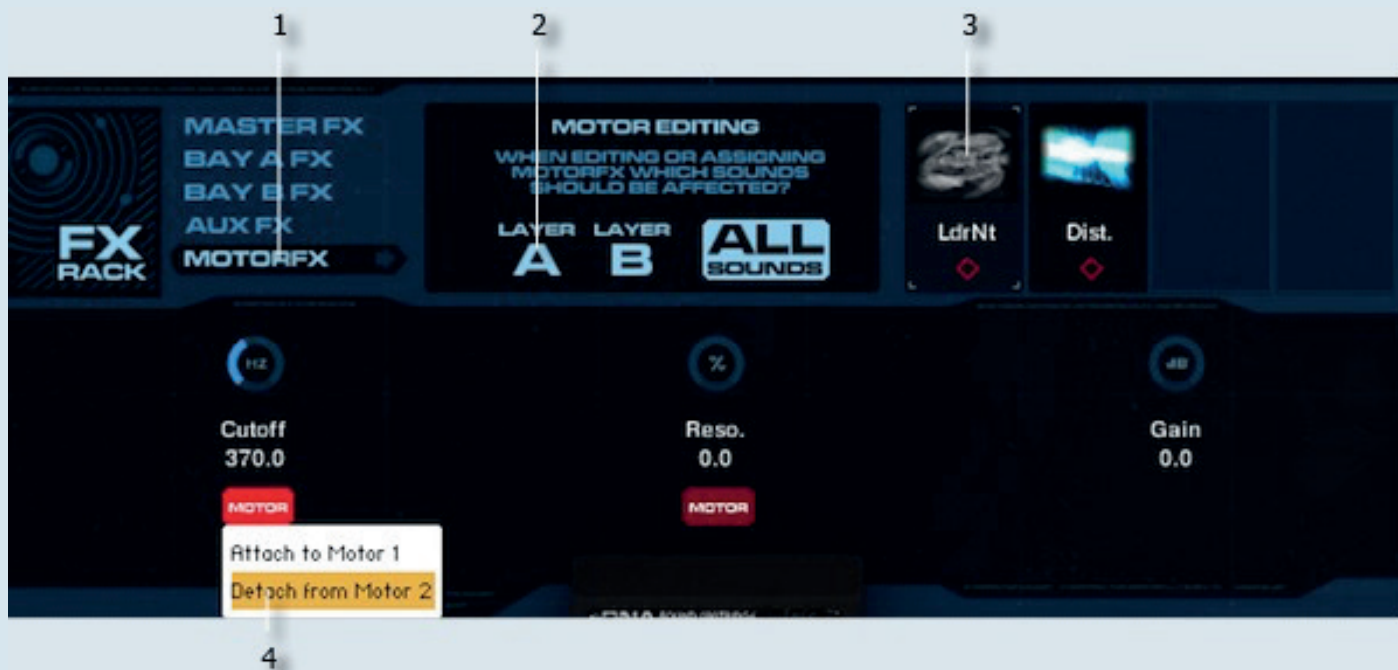 1
2
3
MASTER FX
BAY A FX
BAY B FX
AUX FX
MOTORFX
FX
RACK
MOTOR EDITING
WHEN EDITING OR ASSIGNING
MOTORFX WHICH SOUNDS
SHOULD BE AFFECTED?
LAYER
A
LAYER
B
ALL
SOUNDS
LdrNt
Dist.
HZ
%
dB
Cutoff
370.0
Reso.
0.0
Gain
0.0
MOTOR
MOTOR
Attach to Motor 1
Detach from Motor 2
4